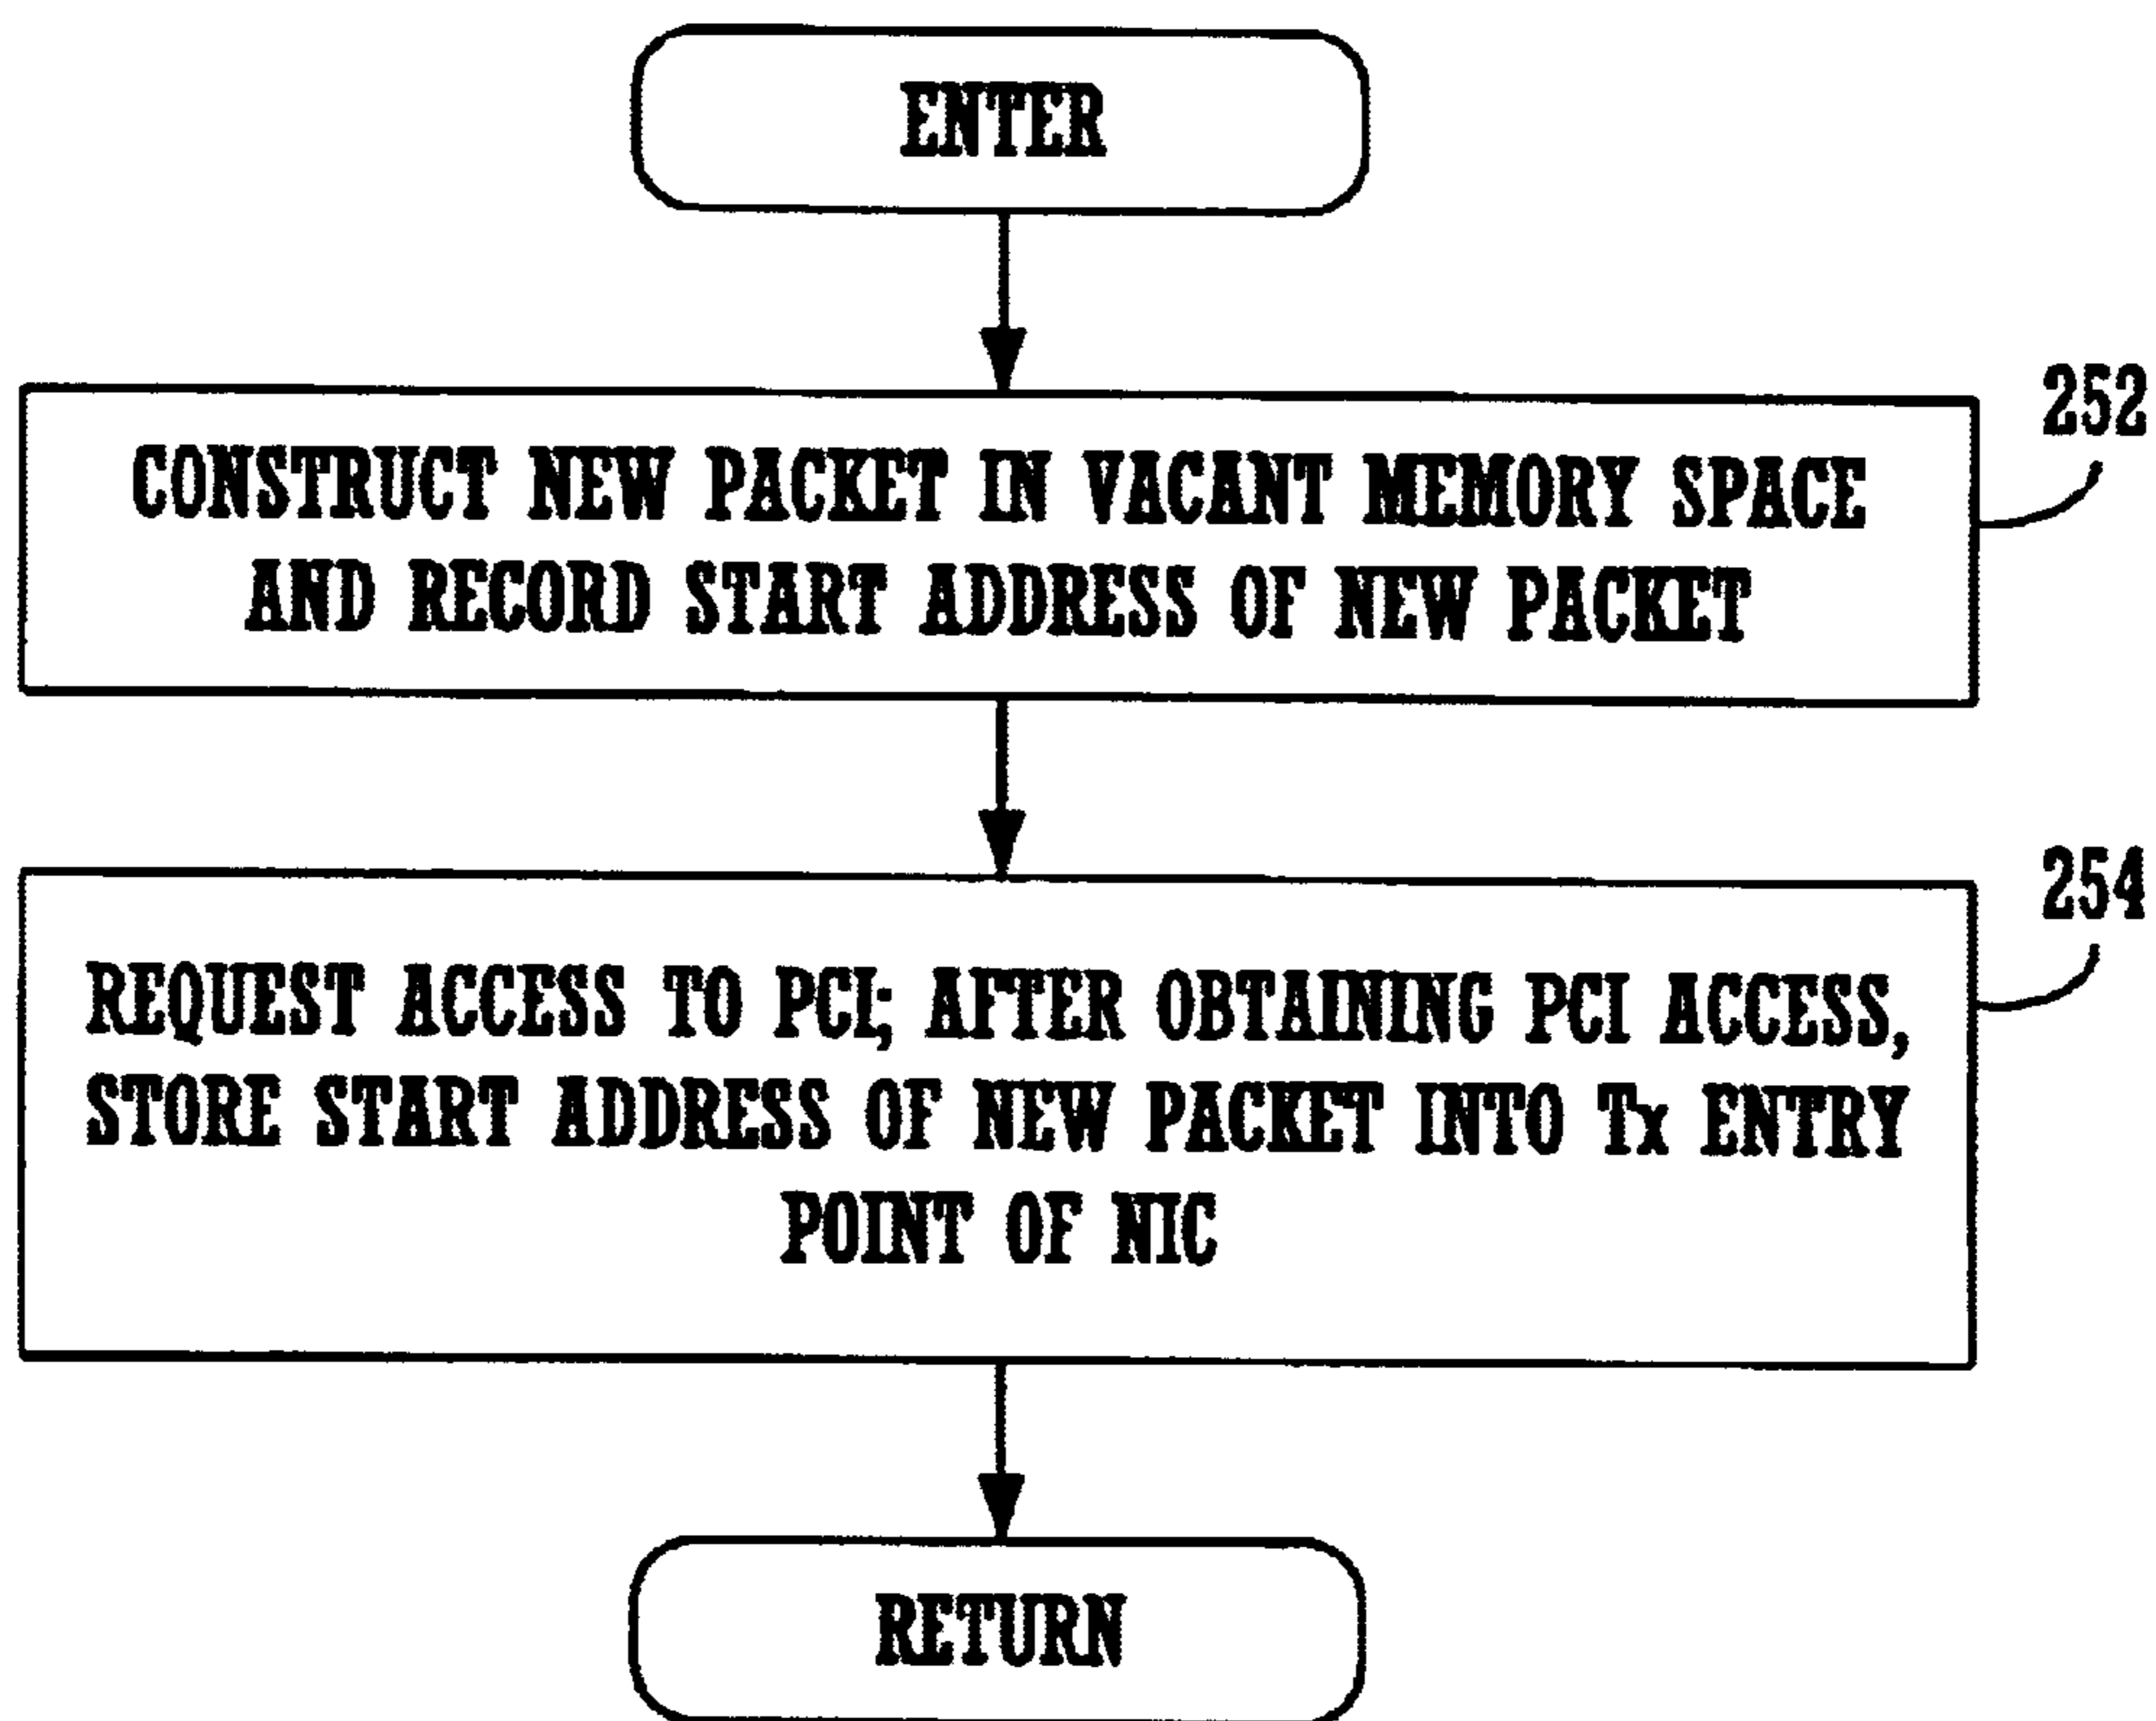 ENTER
252
CONSTRUCT NEW PACKET IN VACANT MEMORY SPACE
AND RECORD START ADDRESS OF NEW PACKET
254
REQUEST ACCESS TO PCI; AFTER OBTAINING PCI ACCESS,
STORE START ADDRESS OF NEW PACKET INTO Tx ENTRY
POINT OF NIC
RETURN